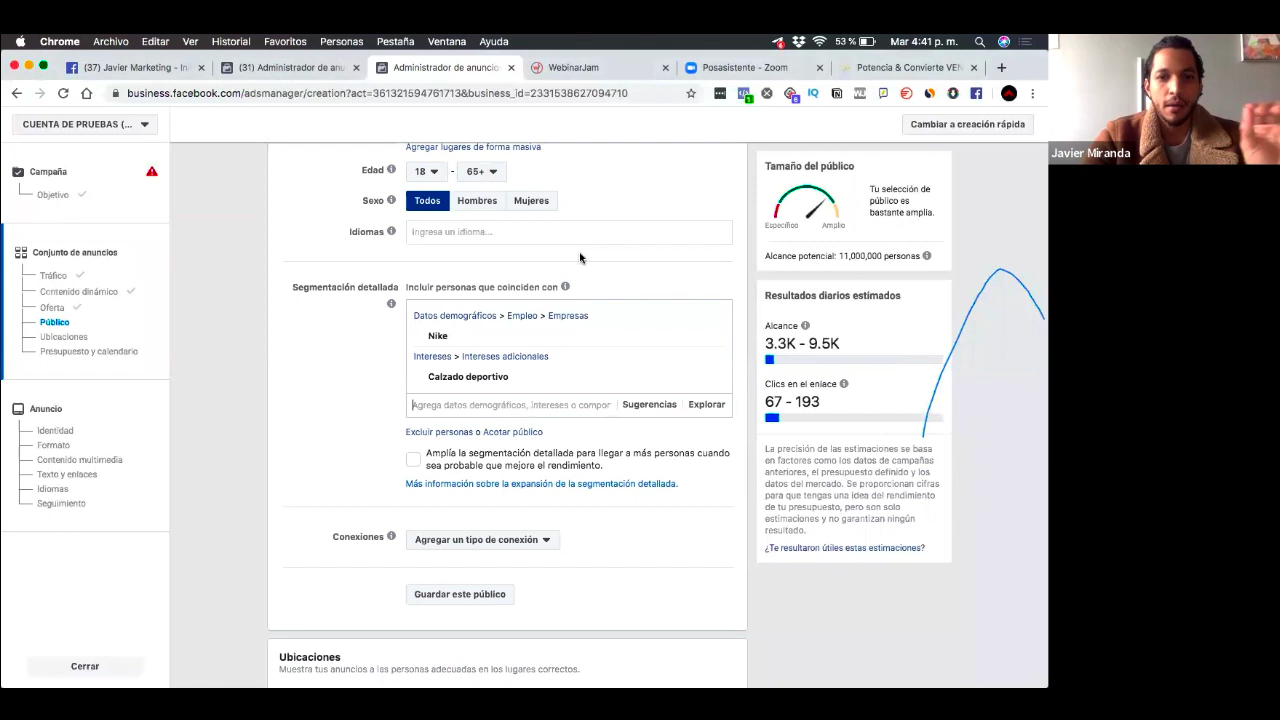 Chrome Archivo Editar Ver Historial Favoritos Personas Pestaña Ventana Ayuda 53 % Mar 4:41 p. m.
(37) Javier Marketing - In (31) Administrador de anuncio Administrador de anuncio WebinarJam Posasistente - Zoom Potencia & Convierte VEN
business.facebook.com/adsmanager/creation?act=361321594761713&business_id=2331538627094710
CUENTA DE PRUEBAS (...
Cambiar a creación rápida
Campaña
Objetivo
Conjunto de anuncios
Tráfico
Contenido dinámico
Oferta
Público
Ubicaciones
Presupuesto y calendario
Anuncio
Identidad
Formato
Contenido multimedia
Texto y enlaces
Idiomas
Seguimiento
Cerrar
Agregar lugares de forma masiva
Edad 18 - 65+
Sexo Todos Hombres Mujeres
Idiomas Ingresa un idioma...
Segmentación detallada Incluir personas que coinciden con
Datos demográficos > Empleo > Empresas
Nike
Intereses > Intereses adicionales
Calzado deportivo
Agrega datos demográficos, intereses o compor Sugerencias Explorar
Excluir personas o Acotar público
Amplía la segmentación detallada para llegar a más personas cuando
sea probable que mejore el rendimiento.
Más información sobre la expansión de la segmentación detallada.
Conexiones Agregar un tipo de conexión
Guardar este público
Ubicaciones
Muestra tus anuncios a las personas adecuadas en los lugares correctos.
Tamaño del público
Tu selección de
público es
bastante amplia.
Específico Amplio
Alcance potencial: 11,000,000 personas
Resultados diarios estimados
Alcance
3.3K - 9.5K
Clics en el enlace
67 - 193
La precisión de las estimaciones se basa
en factores como los datos de campañas
anteriores, el presupuesto definido y los
datos del mercado. Se proporcionan cifras
para que tengas una idea del rendimiento
de tu presupuesto, pero son solo
estimaciones y no garantizan ningún
resultado.
¿Te resultaron útiles estas estimaciones?
Javier Miranda